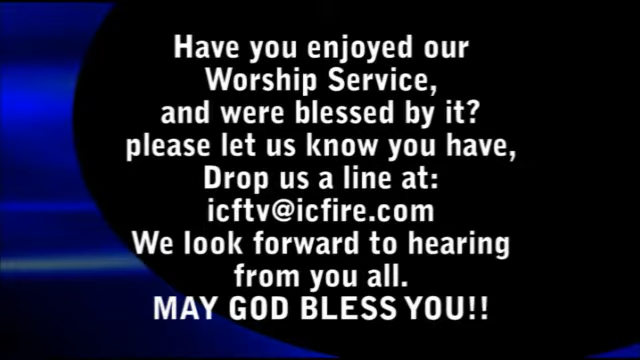 Have you enjoyed our
Worship Service,
and were blessed by it?
please let us know you have,
Drop us a line at:
icftv@icfire.com
We look forward to hearing
from you all.
MAY GOD BLESS YOU!!